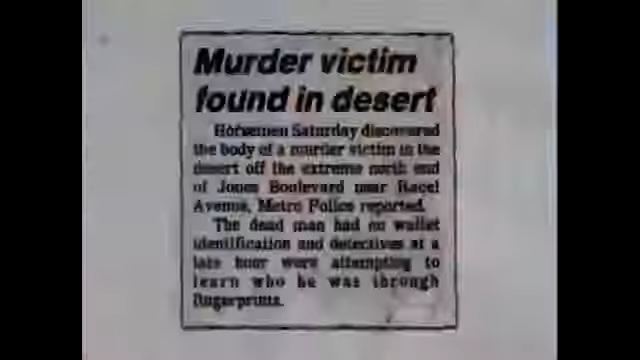 Murder victim
found in desert
Horsemen Saturday discovered
the body of a murder victim in the
desert off the extreme north end
of Jones Boulevard near Racel
Avenue, Metro Police reported.
The dead man had no wallet
identification and detectives at a
late hour were attempting to
learn who he was through
fingerprints.